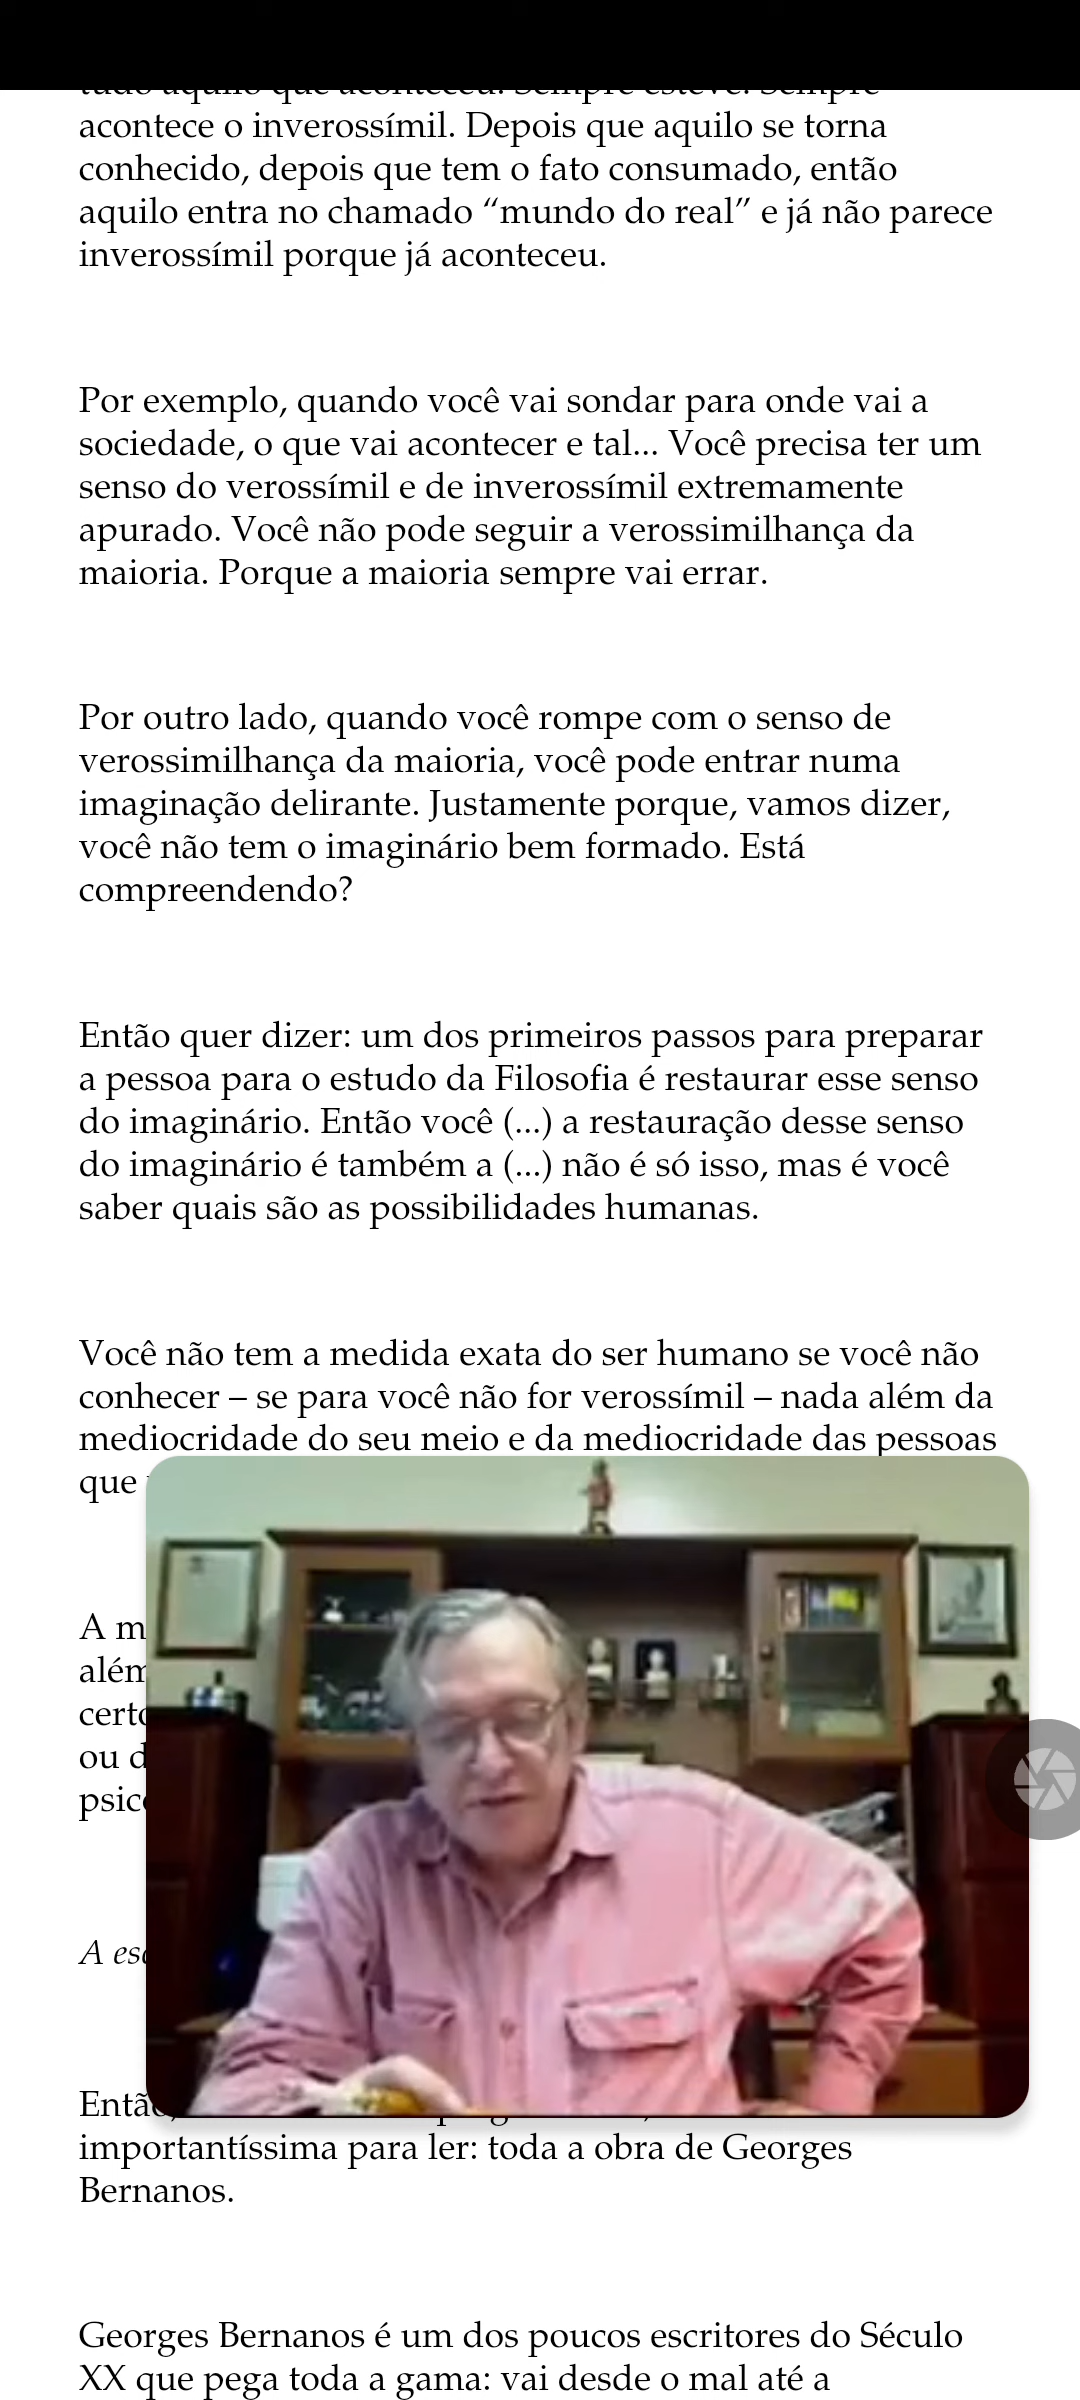 acontece o inverossímil. Depois que aquilo se torna
conhecido, depois que tem o fato consumado, então
aquilo entra no chamado “mundo do real” e já não parece
inverossímil porque já aconteceu.
Por exemplo, quando você vai sondar para onde vai a
sociedade, o que vai acontecer e tal... Você precisa ter um
senso do verossímil e de inverossímil extremamente
apurado. Você não pode seguir a verossimilhança da
maioria. Porque a maioria sempre vai errar.
Por outro lado, quando você rompe com o senso de
verossimilhança da maioria, você pode entrar numa
imaginação delirante. Justamente porque, vamos dizer,
você não tem o imaginário bem formado. Está
compreendendo?
Então quer dizer: um dos primeiros passos para preparar
a pessoa para o estudo da Filosofia é restaurar esse senso
do imaginário. Então você (...) a restauração desse senso
do imaginário é também a (...) não é só isso, mas é você
saber quais são as possibilidades humanas.
Você não tem a medida exata do ser humano se você não
conhecer – se para você não for verossímil – nada além da
mediocridade do seu meio e da mediocridade das pessoas
que
A
ou
A
importantíssima para ler: toda a obra de Georges
Bernanos.
Georges Bernanos é um dos poucos escritores do Século
XX que pega toda a gama: vai desde o mal até a